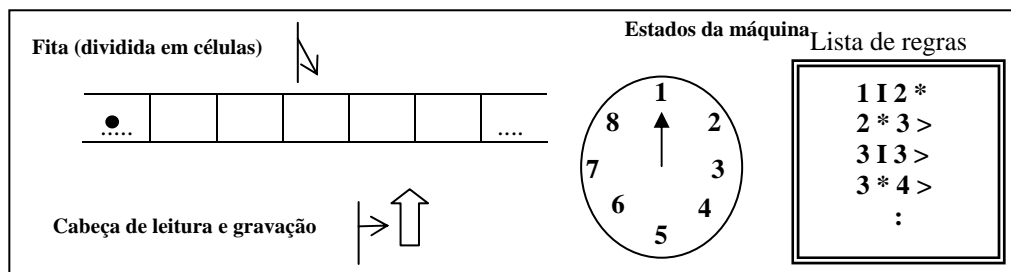 Fita (dividida em células)
Estados da máquina
Lista de regras
.....
....
1
2
3
4
5
6
7
8
1 I 2 *
2 * 3 >
3 I 3 >
3 * 4 >
:
Cabeça de leitura e gravação